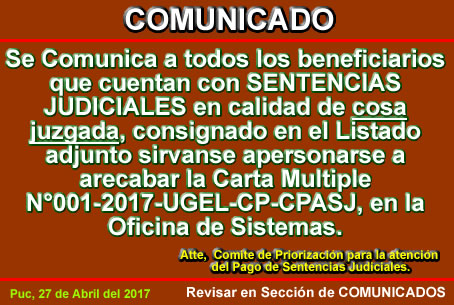 COMUNICADO
Se Comunica a todos los beneficiarios
que cuentan con SENTENCIAS
JUDICIALES en calidad de cosa
juzgada, consignado en el Listado
adjunto sirvanse apersonarse a
arecabar la Carta Multiple
N°001-2017-UGEL-CP-CPASJ, en la
Oficina de Sistemas.
Atte, Comite de Priorización para la atención
del Pago de Sentencias Judiciales.
Puc, 27 de Abril del 2017 Revisar en Sección de COMUNICADOS